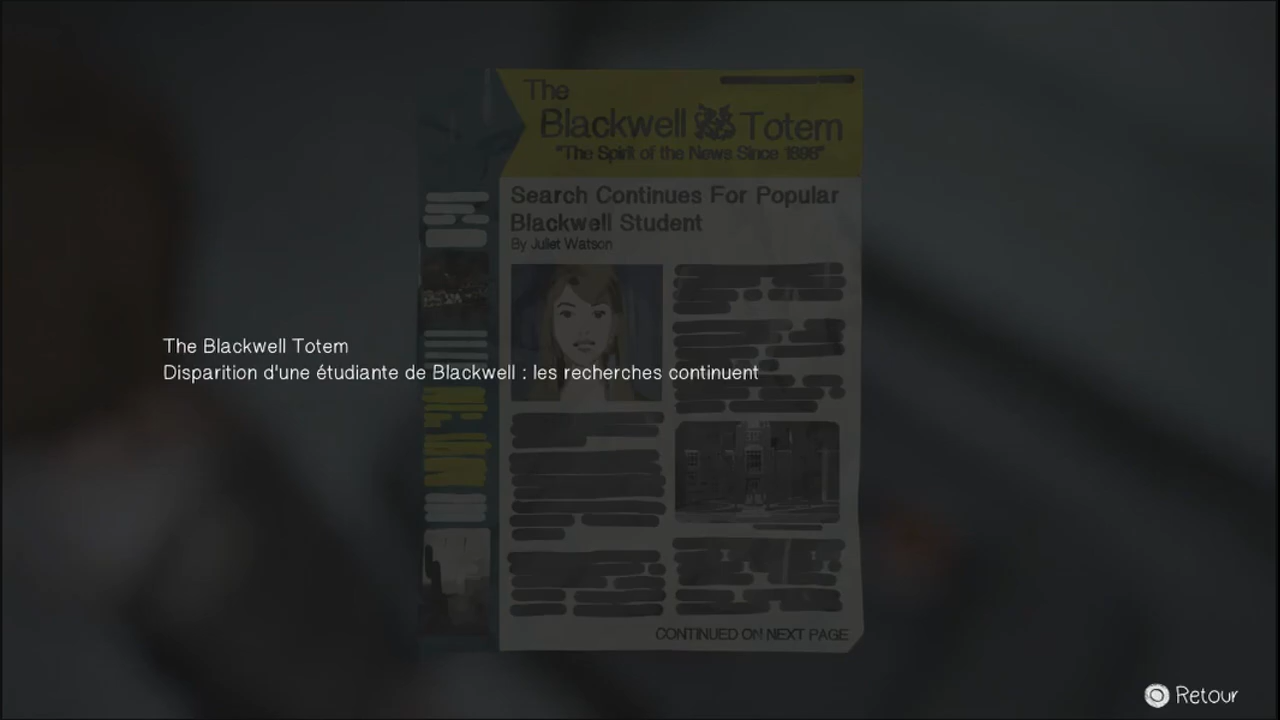 The
Blackwell Totem
"The Spirit of the News Since 1898"
Search Continues For Popular
Blackwell Student
By Juliet Watson
The Blackwell Totem
Disparition d'une étudiante de Blackwell : les recherches continuent
CONTINUED ON NEXT PAGE
Retour